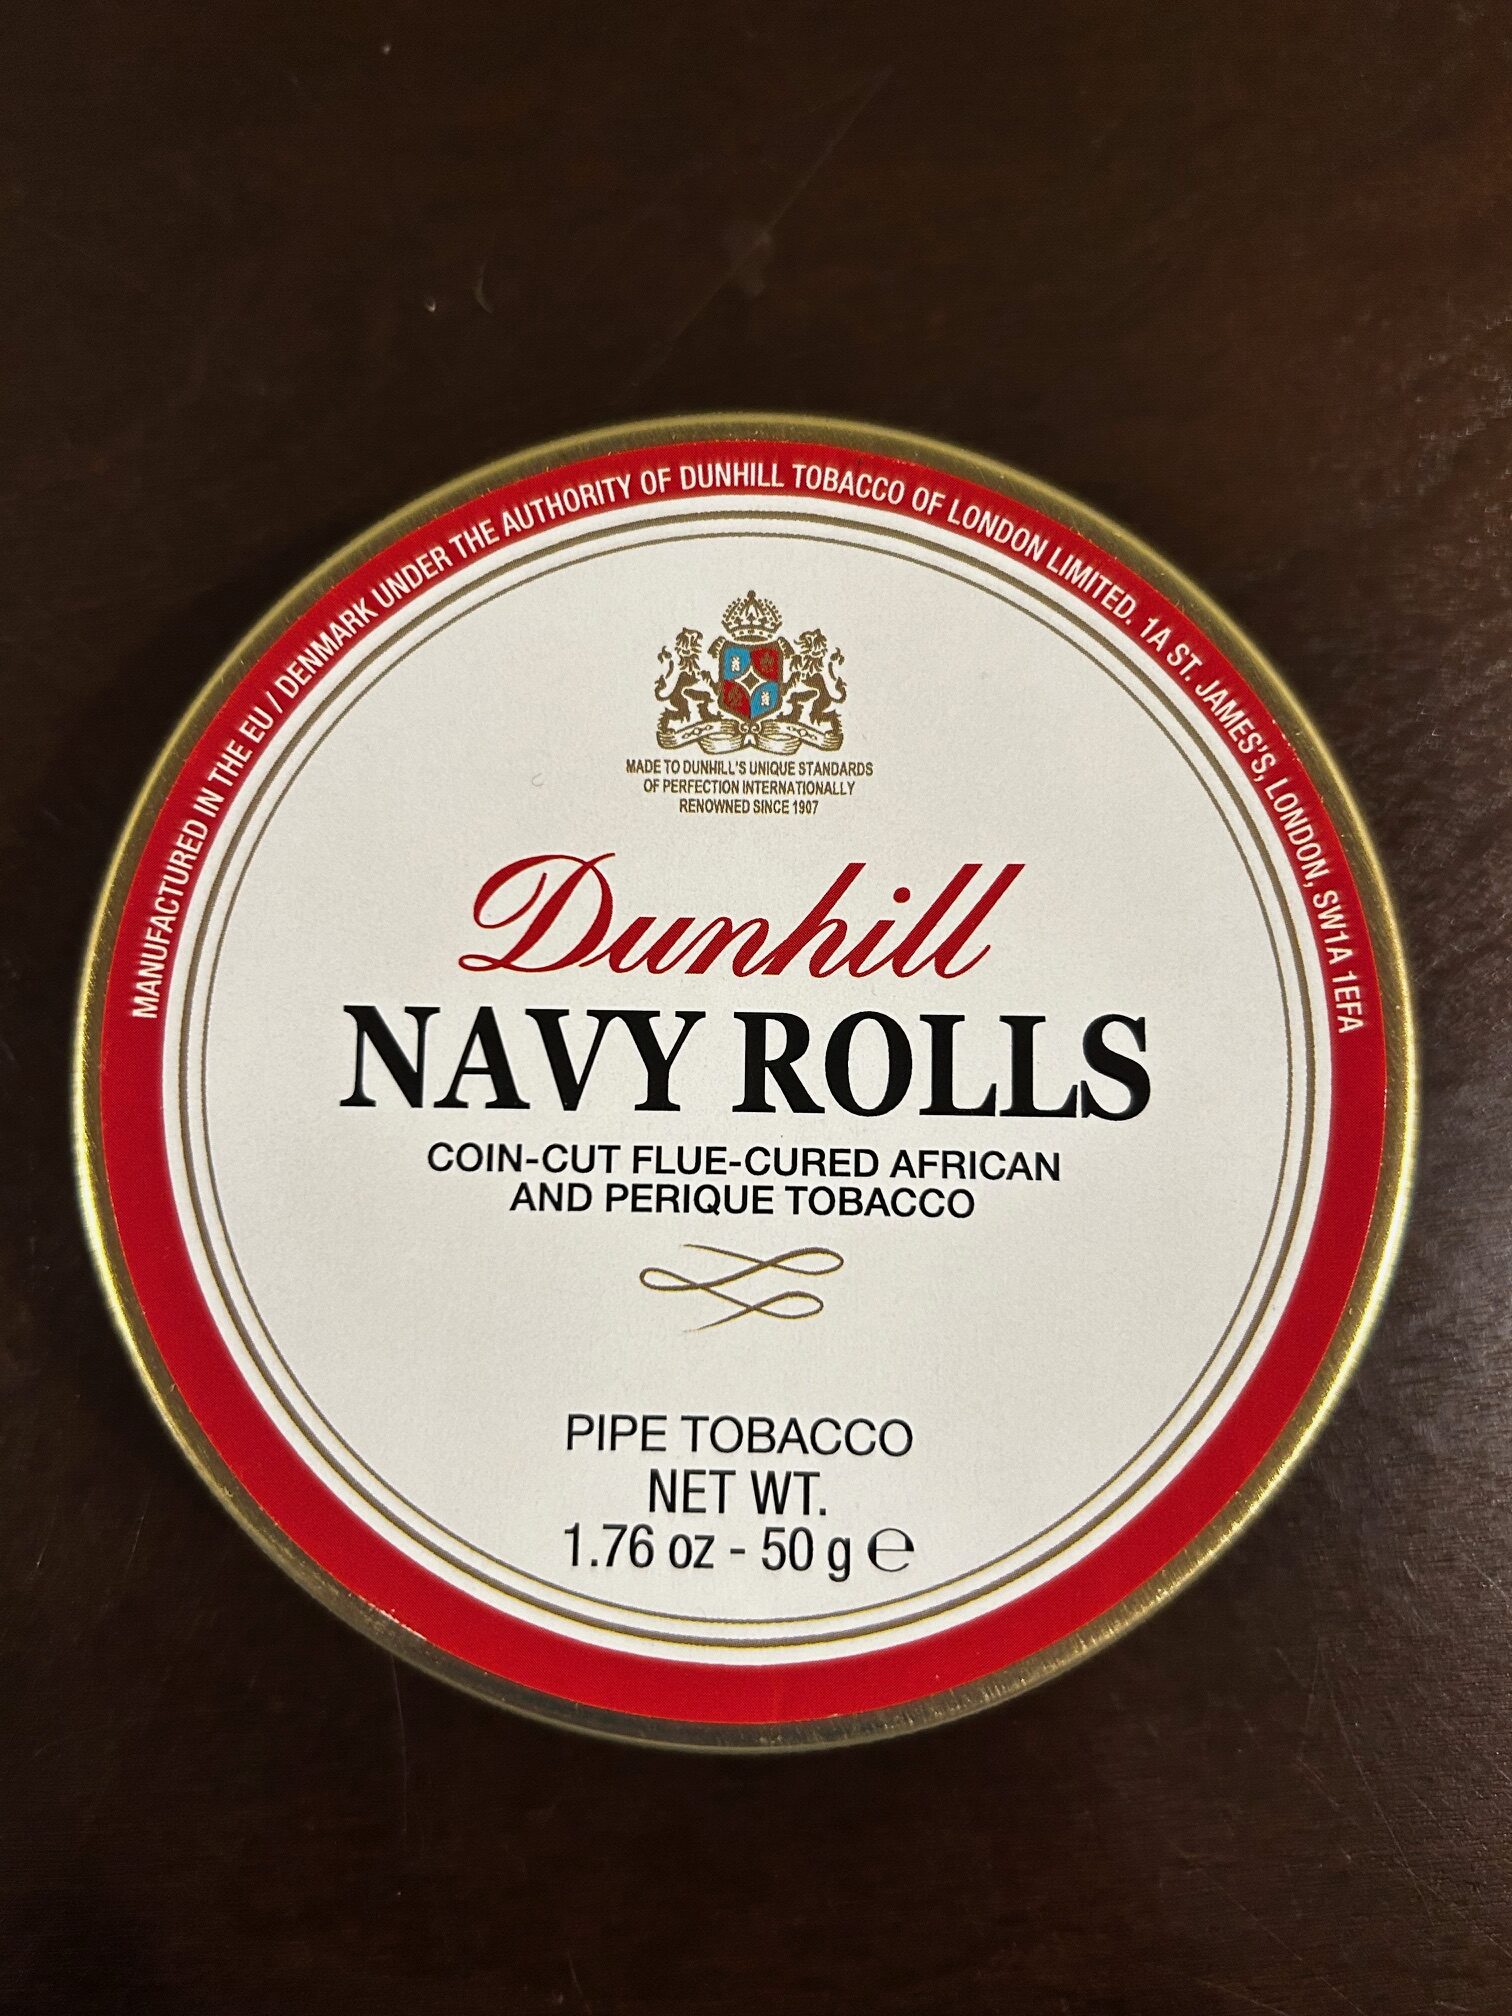 MANUFACTURED IN THE EU / DENMARK UNDER THE AUTHORITY OF DUNHILL TOBACCO OF LONDON LIMITED. 1A ST. JAMES'S, LONDON, SW1A 1EFA
MADE TO DUNHILL'S UNIQUE STANDARDS
OF PERFECTION INTERNATIONALLY
RENOWNED SINCE 1907
Dunhill
NAVY ROLLS
COIN-CUT FLUE-CURED AFRICAN
AND PERIQUE TOBACCO
PIPE TOBACCO
NET WT.
1.76 oz - 50 g ℮